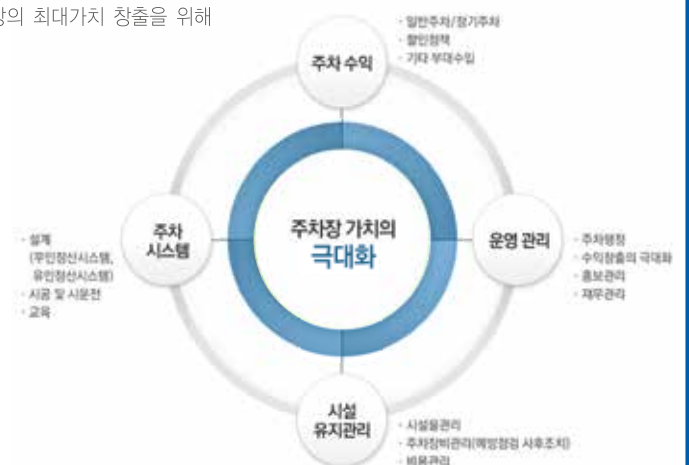 장의 최대가치 창출을 위해
주차 수익
· 일반주차/정기주차
· 할인정책
· 기타 부대수입
주차
시스템
· 설계
(무인정산시스템,
유인정산시스템)
· 시공 및 시운전
· 교육
주차장 가치의
극대화
운영 관리
· 주차행정
· 수익창출의 극대화
· 홍보관리
· 재무관리
시설
유지관리
· 시설물관리
· 주차장비관리(예방점검 사후조치)
· 비용관리